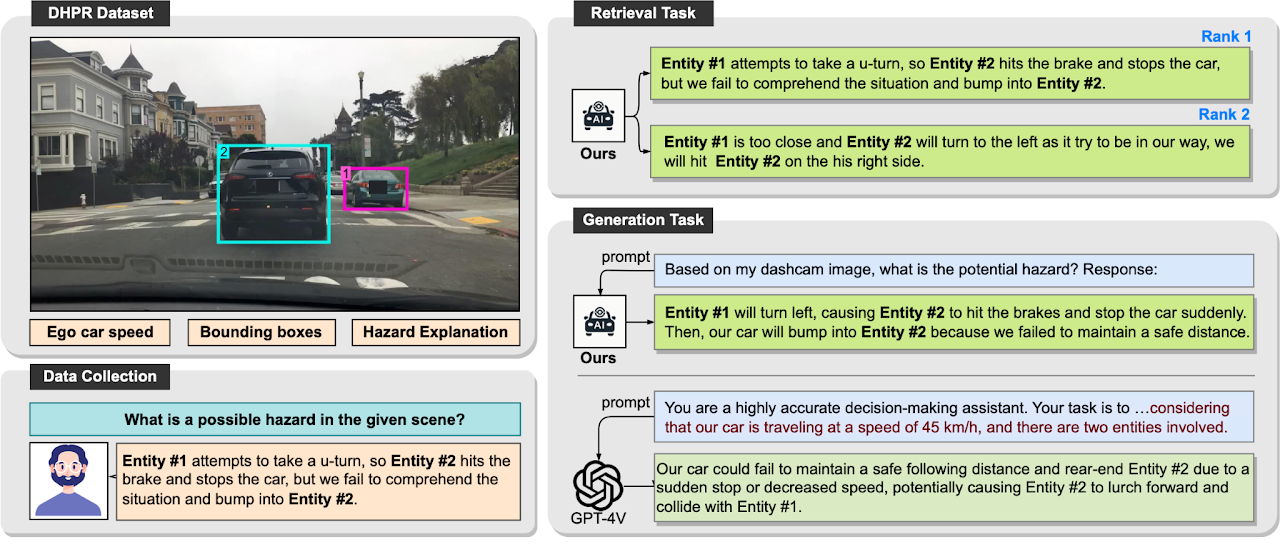 DHPR Dataset
2
1
Ego car speed
Bounding boxes
Hazard Explanation
Data Collection
What is a possible hazard in the given scene?
Entity #1 attempts to take a u-turn, so Entity #2 hits the
brake and stops the car, but we fail to comprehend the
situation and bump into Entity #2.
Retrieval Task
Rank 1
Entity #1 attempts to take a u-turn, so Entity #2 hits the brake and stops the car,
but we fail to comprehend the situation and bump into Entity #2.
AI
Ours
Rank 2
Entity #1 is too close and Entity #2 will turn to the left as it try to be in our way, we
will hit Entity #2 on the his right side.
Generation Task
prompt
Based on my dashcam image, what is the potential hazard? Response:
AI
Ours
Entity #1 will turn left, causing Entity #2 to hit the brakes and stop the car suddenly.
Then, our car will bump into Entity #2 because we failed to maintain a safe distance.
prompt
You are a highly accurate decision-making assistant. Your task is to …considering
that our car is traveling at a speed of 45 km/h, and there are two entities involved.
GPT-4V
Our car could fail to maintain a safe following distance and rear-end Entity #2 due to a
sudden stop or decreased speed, potentially causing Entity #2 to lurch forward and
collide with Entity #1.